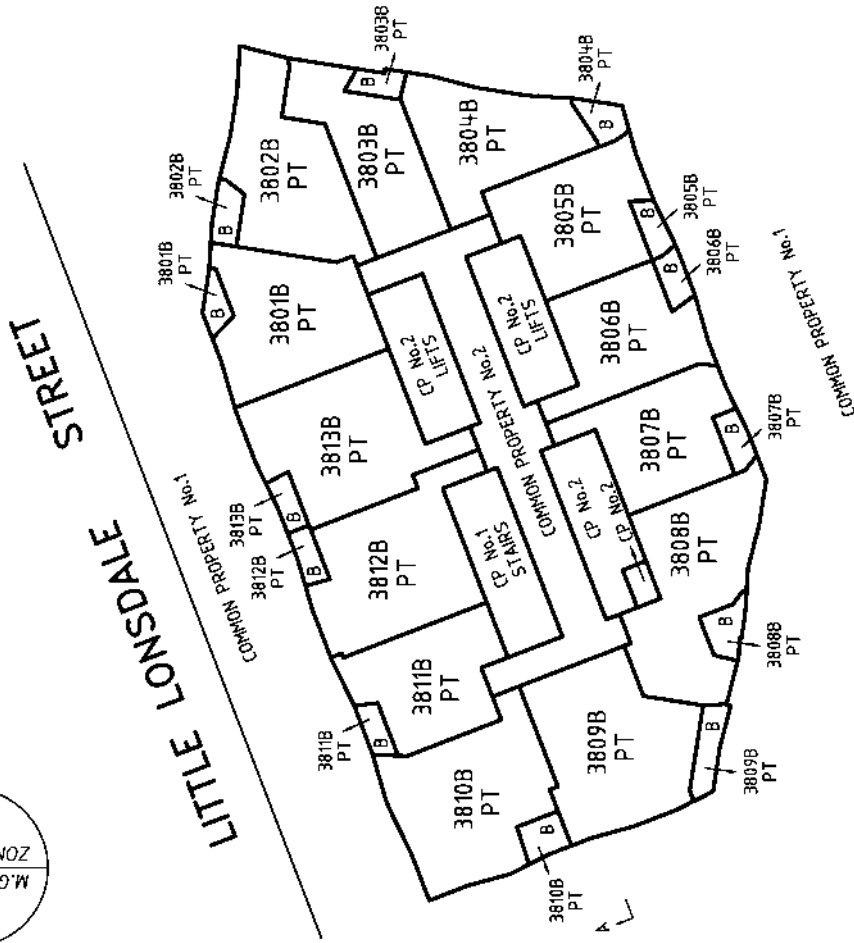 M.G
ZON
LITTLE LONSDALE STREET
COMMON PROPERTY No.1
3801B
PT
B
3801B
PT
3802B
PT
B
3802B
PT
3803B
PT
B
3803B
PT
3804B
PT
B
3804B
PT
3805B
PT
B
3805B
PT
3806B
PT
B
3806B
PT
3807B
PT
B
3807B
PT
3808B
PT
B
3808B
PT
3809B
PT
B
3809B
PT
3810B
PT
B
3810B
PT
3811B
PT
B
3811B
PT
3812B
PT
B
3812B
PT
3813B
PT
B
3813B
PT
CP No.2
LIFTS
CP No.2
LIFTS
COMMON PROPERTY No.2
CP No.1
STAIRS
CP No.2
CP No.2
COMMON PROPERTY No.1
A